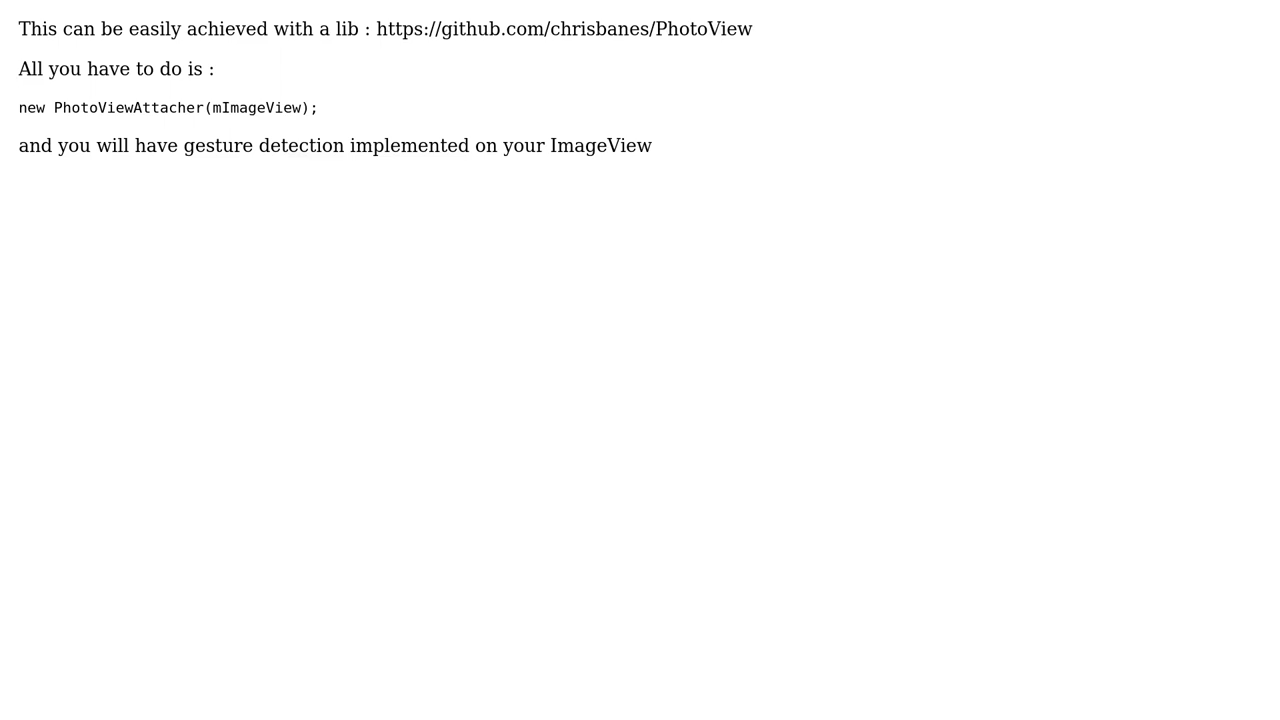 This can be easily achieved with a lib : https://github.com/chrisbanes/PhotoView
All you have to do is :
new PhotoViewAttacher(mImageView);
and you will have gesture detection implemented on your ImageView